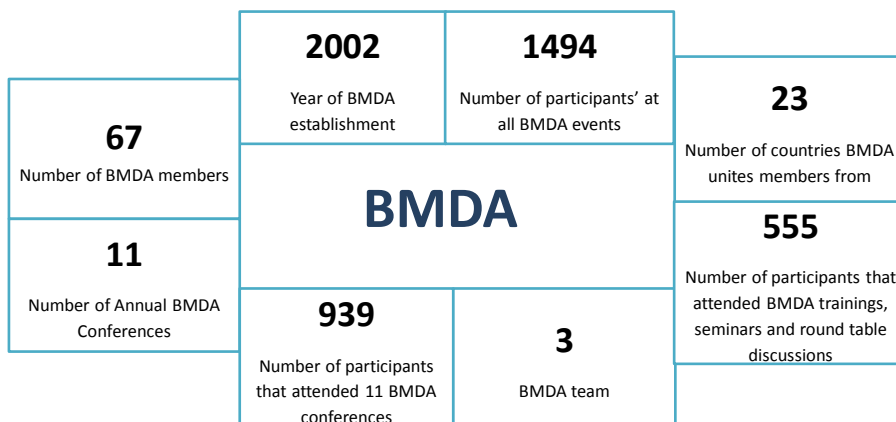 2002
Year of BMDA
establishment
1494
Number of participants’ at
all BMDA events
67
Number of BMDA members
23
Number of countries BMDA
unites members from
BMDA
11
Number of Annual BMDA
Conferences
555
Number of participants that
attended BMDA trainings,
seminars and round table
discussions
939
Number of participants
that attended 11 BMDA
conferences
3
BMDA team